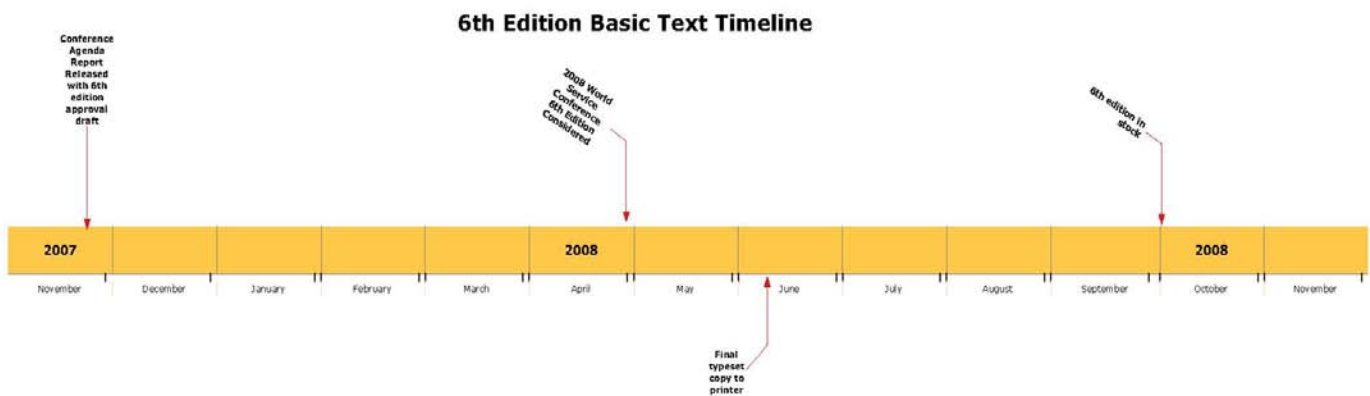 6th Edition Basic Text Timeline
Conference
Agenda
Report
Released
with 6th
edition
approval
draft
2008 World
Service
Conference
6th Edition
Considered
6th edition in
stock
2007
2008
2008
November
December
January
February
March
April
May
June
July
August
September
October
November
Final
typeset
copy to
printer